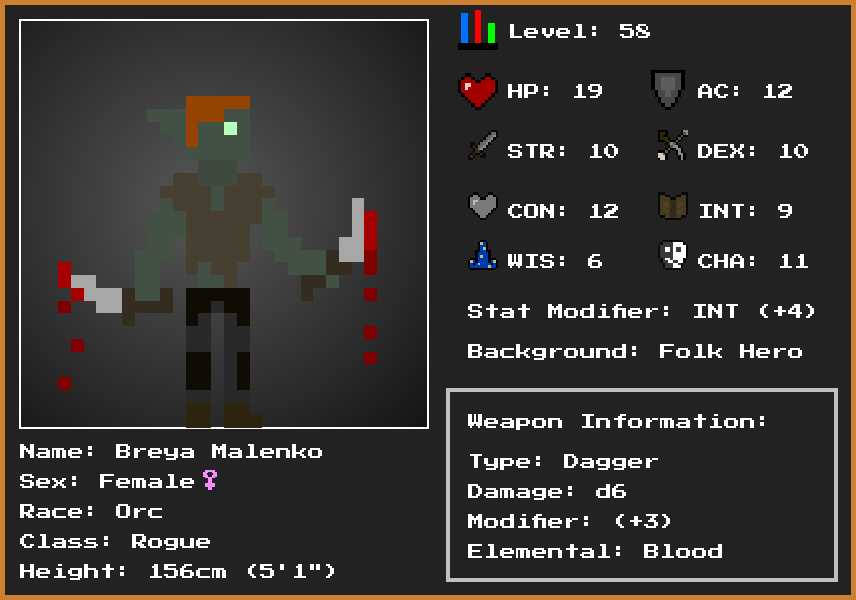 Level: 58
HP: 19
AC: 12
STR: 10
DEX: 10
CON: 12
INT: 9
WIS: 6
CHA: 11
Stat Modifier: INT (+4)
Background: Folk Hero
Name: Breya Malenko
Sex: Female♀
Race: Orc
Class: Rogue
Height: 156cm (5'1")
Weapon Information:
Type: Dagger
Damage: d6
Modifier: (+3)
Elemental: Blood